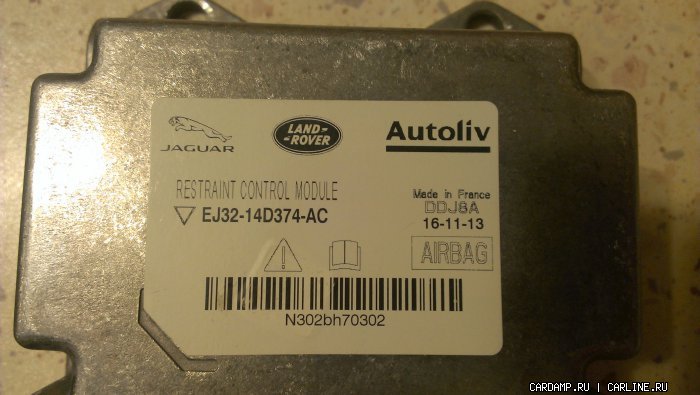 JAGUAR
LAND-
ROVER
Autoliv
RESTRAINT CONTROL MODULE
EJ32-14D374-AC
Made in France
DDJ8A
16-11-13
AIRBAG
N302bh70302
CARDAMP.RU | CARLINE.RU